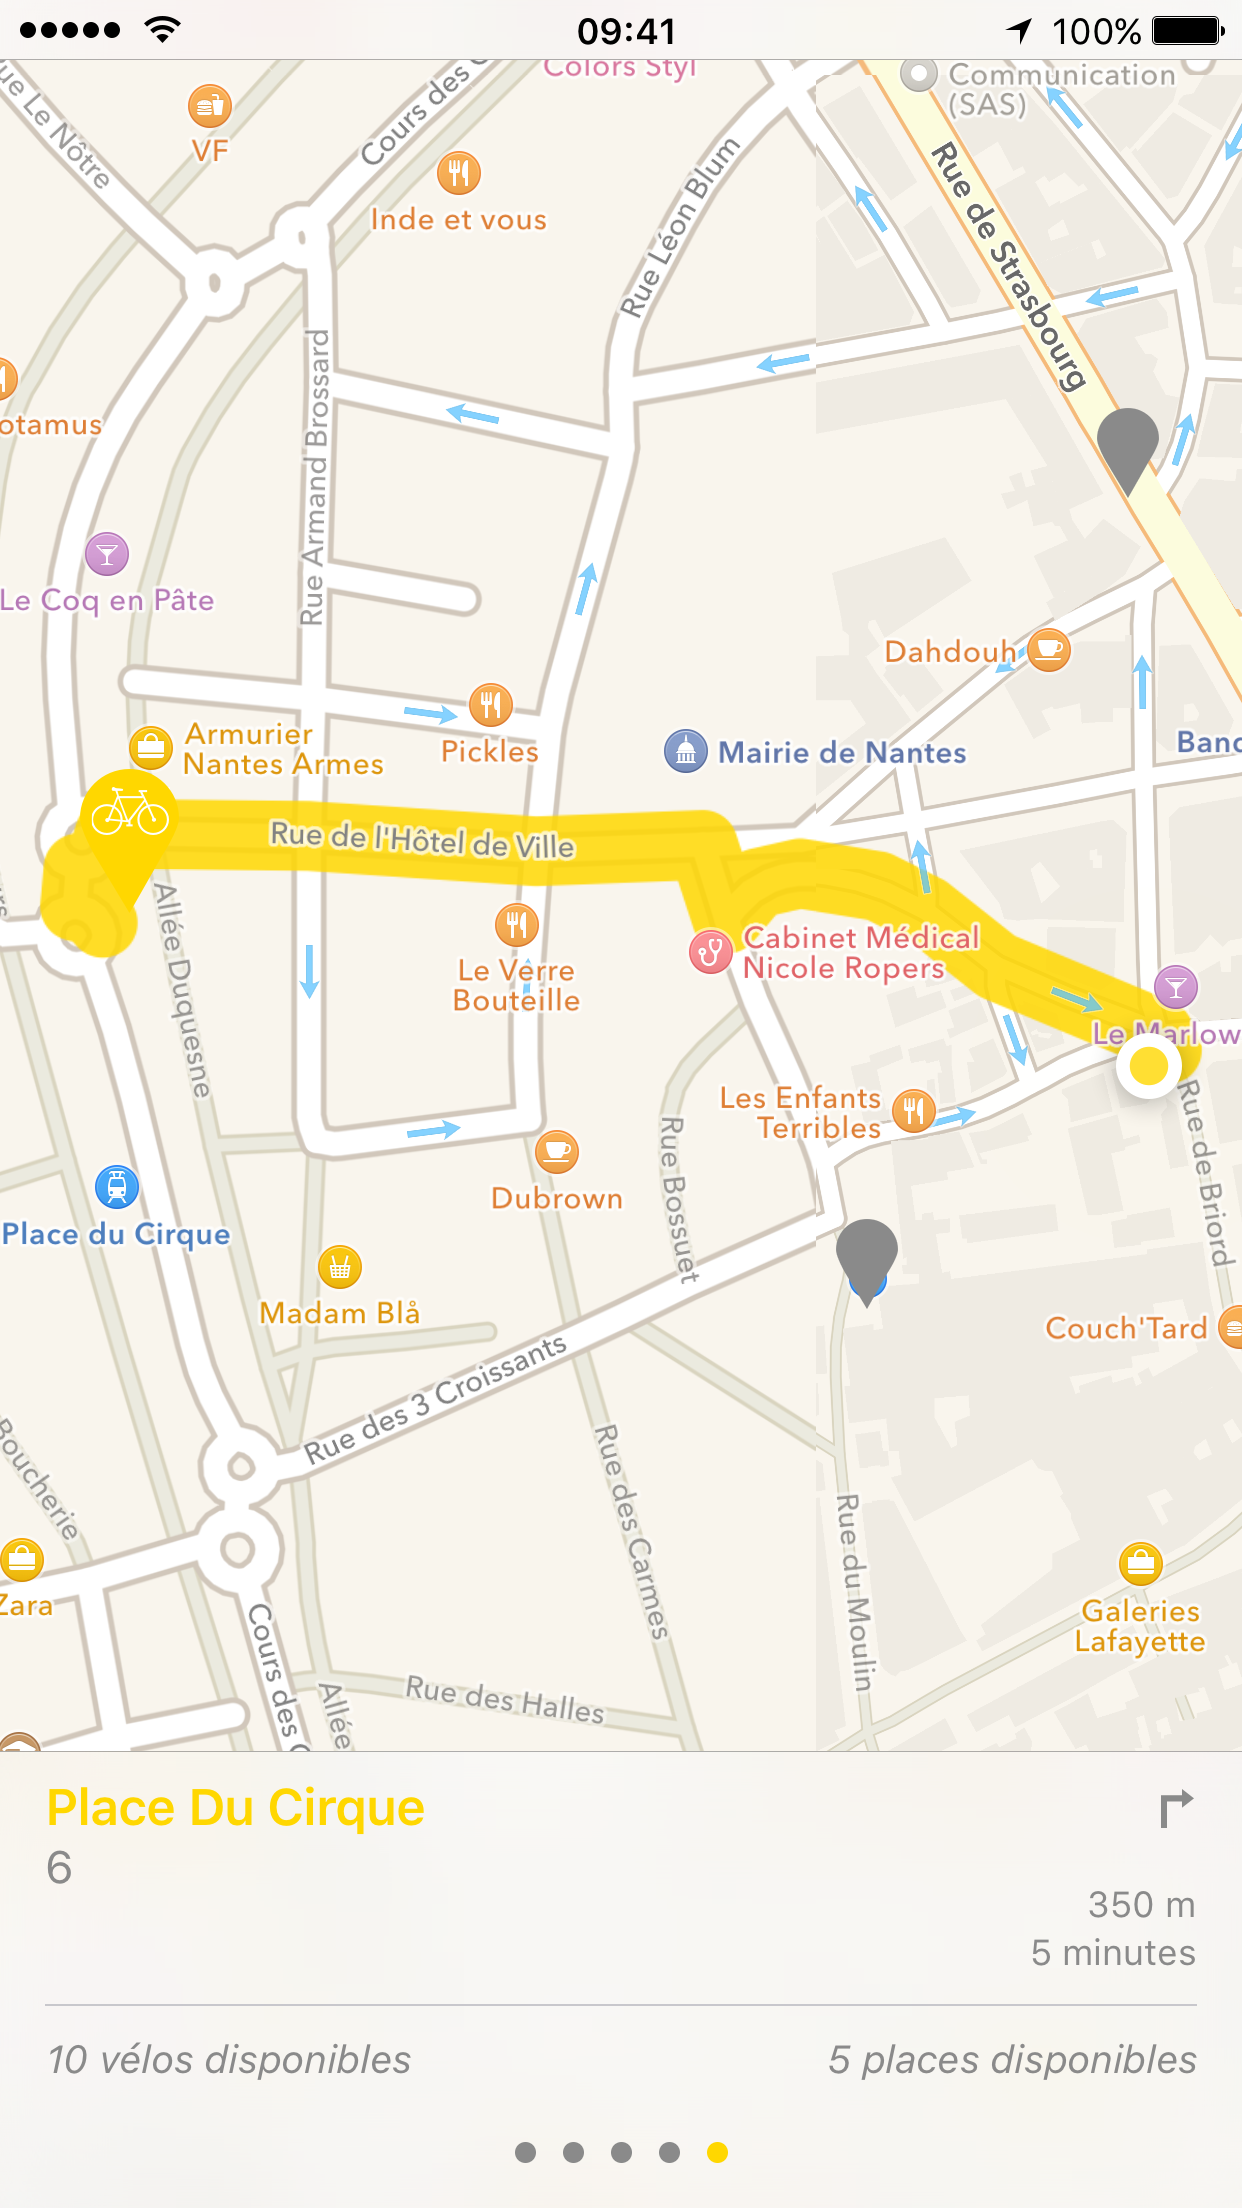 09:41
100%
Colors Styl
Communication
(SAS)
Rue Le Nôtre
VF
Cours des
Inde et vous
Rue Léon Blum
Rue de Strasbourg
Rue Armand Brossard
otamus
Le Coq en Pâte
Dahdouh
Armurier
Nantes Armes
Pickles
Mairie de Nantes
Banq
Rue de l'Hôtel de Ville
Allée Duquesne
Cabinet Médical
Nicole Ropers
Le Verre
Bouteille
Le Marlow
Les Enfants
Terribles
Rue Bossuet
Rue de Briord
Dubrown
Place du Cirque
Madam Blå
Couch'Tard
Rue des 3 Croissants
Boucherie
Rue des Carmes
Rue du Moulin
Zara
Galeries
Lafayette
Cours des
Allée
Rue des Halles
Place Du Cirque
6
350 m
5 minutes
10 vélos disponibles
5 places disponibles